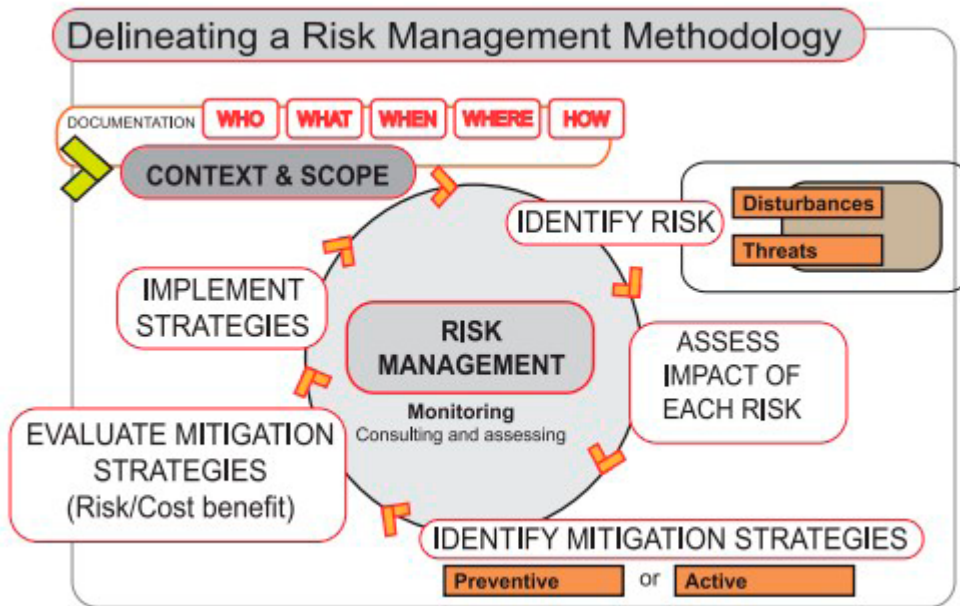 Delineating a Risk Management Methodology
DOCUMENTATION WHO WHAT WHEN WHERE HOW
CONTEXT & SCOPE
IDENTIFY RISK
Disturbances
Threats
IMPLEMENT
STRATEGIES
RISK
MANAGEMENT
Monitoring
Consulting and assessing
ASSESS
IMPACT OF
EACH RISK
EVALUATE MITIGATION
STRATEGIES
(Risk/Cost benefit)
IDENTIFY MITIGATION STRATEGIES
Preventive or Active